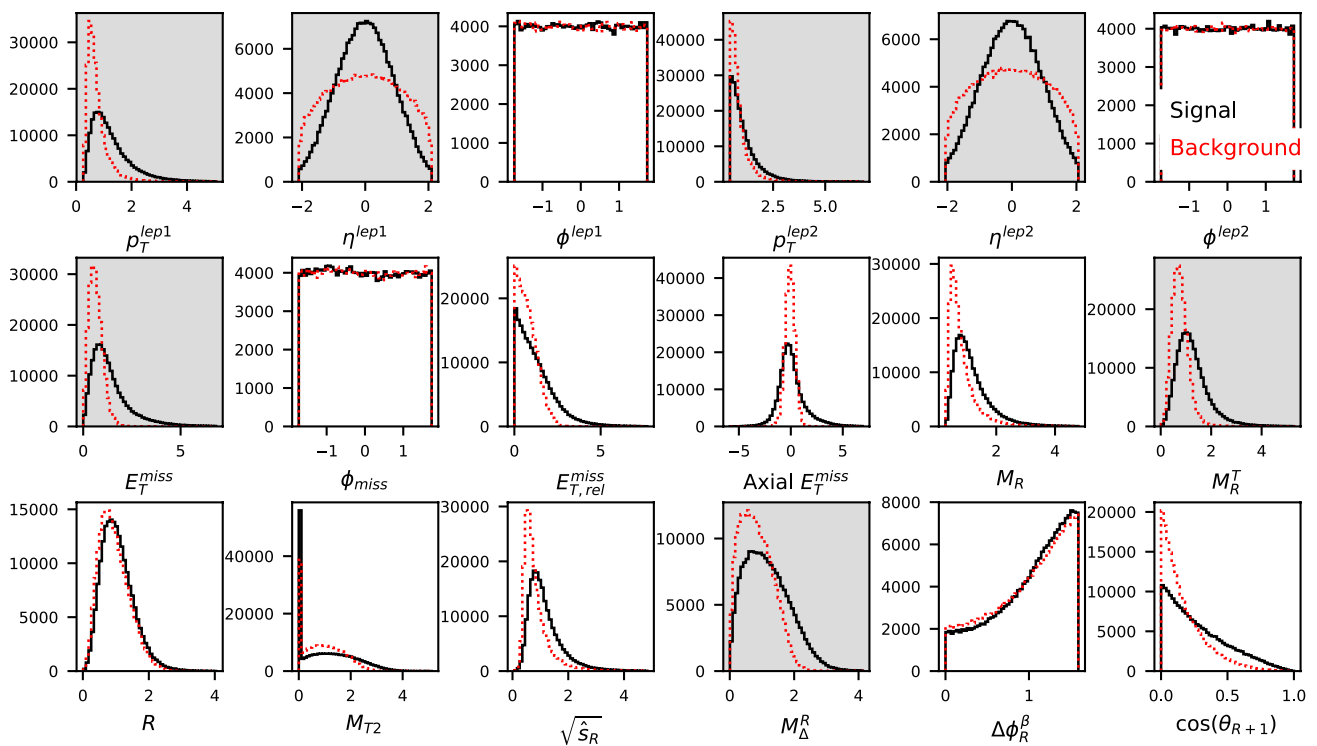 30000
20000
10000
0
0 2 4
p_T^{lep1}
6000
4000
2000
0
−2 0 2
η^{lep1}
4000
3000
2000
1000
0
−1 0 1
ϕ^{lep1}
40000
30000
20000
10000
0
2.5 5.0
p_T^{lep2}
6000
4000
2000
0
−2 0 2
η^{lep2}
4000
3000
2000
1000
0
Signal
Background
−1 0 1
ϕ^{lep2}
30000
20000
10000
0
0 5
E_T^{miss}
4000
3000
2000
1000
0
−1 0 1
ϕ_{miss}
20000
10000
0
0 5
E_{T,rel}^{miss}
40000
30000
20000
10000
0
−5 0 5
Axial E_T^{miss}
30000
20000
10000
0
2 4
M_R
20000
10000
0
0 2 4
M_R^T
15000
10000
5000
0
0 2 4
R
40000
20000
0
0 2 4
M_{T2}
30000
20000
10000
0
0 2 4
√ŝ_R
10000
5000
0
0 2 4
M_Δ^R
8000
6000
4000
2000
0
0 1
Δϕ_R^β
20000
15000
10000
5000
0
0.0 0.5 1.0
cos(θ_{R+1})